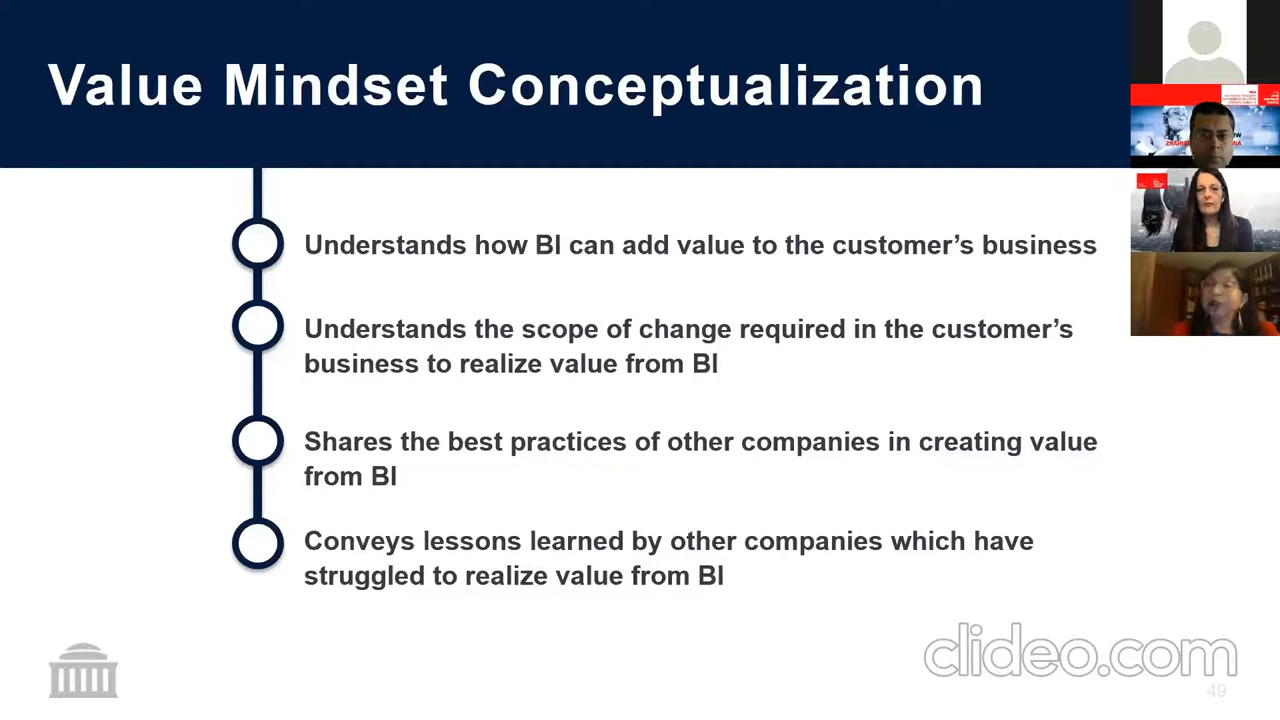 Value Mindset Conceptualization
Understands how BI can add value to the customer’s business
Understands the scope of change required in the customer’s
business to realize value from BI
Shares the best practices of other companies in creating value
from BI
Conveys lessons learned by other companies which have
struggled to realize value from BI
clideo.com
49